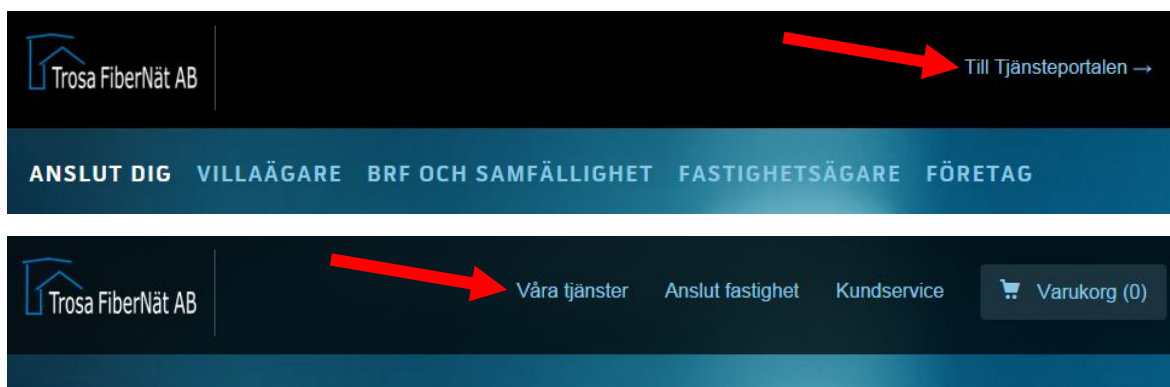 Trosa FiberNät AB
Till Tjänsteportalen →
ANSLUT DIG VILLAÄGARE BRF OCH SAMFÄLLIGHET FASTIGHETSÄGARE FÖRETAG
Trosa FiberNät AB
Våra tjänster Anslut fastighet Kundservice Varukorg (0)